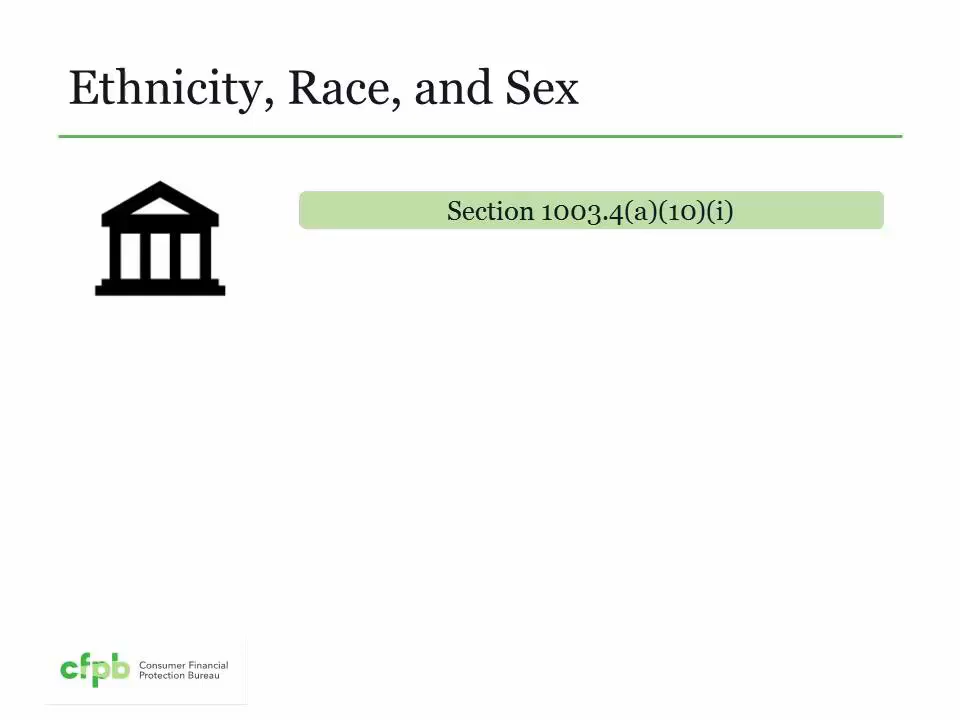 Ethnicity, Race, and Sex
Section 1003.4(a)(10)(i)
cfpb
Consumer Financial
Protection Bureau